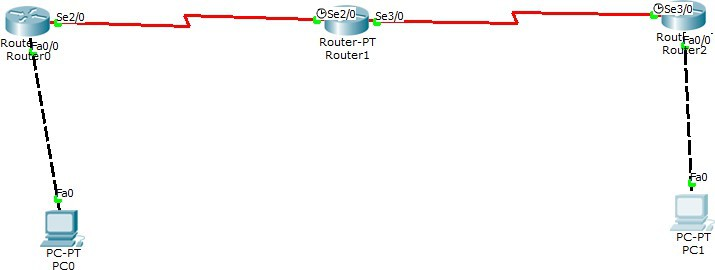 Se2/0
Se2/0
Se3/0
Se3/0
Fa0/0
Router0
Router-PT
Router1
Fa0/0
Router2
Fa0
Fa0
PC-PT
PC0
PC-PT
PC1